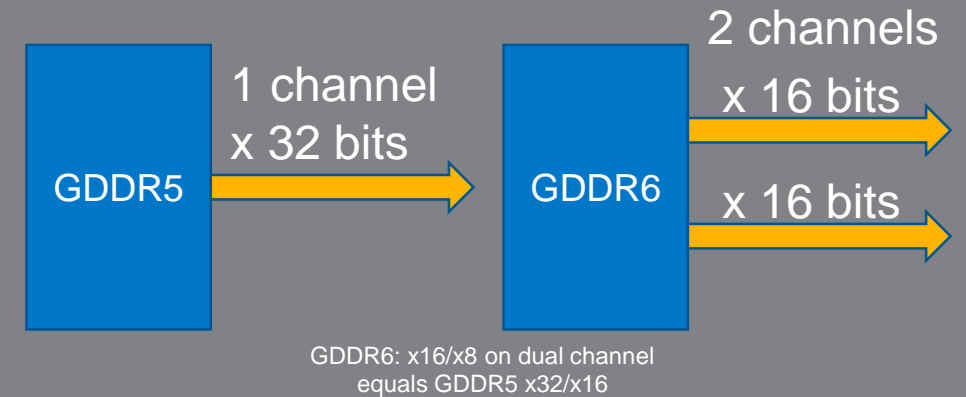 GDDR5
1 channel
x 32 bits
GDDR6
2 channels
x 16 bits
x 16 bits
GDDR6: x16/x8 on dual channel
equals GDDR5 x32/x16